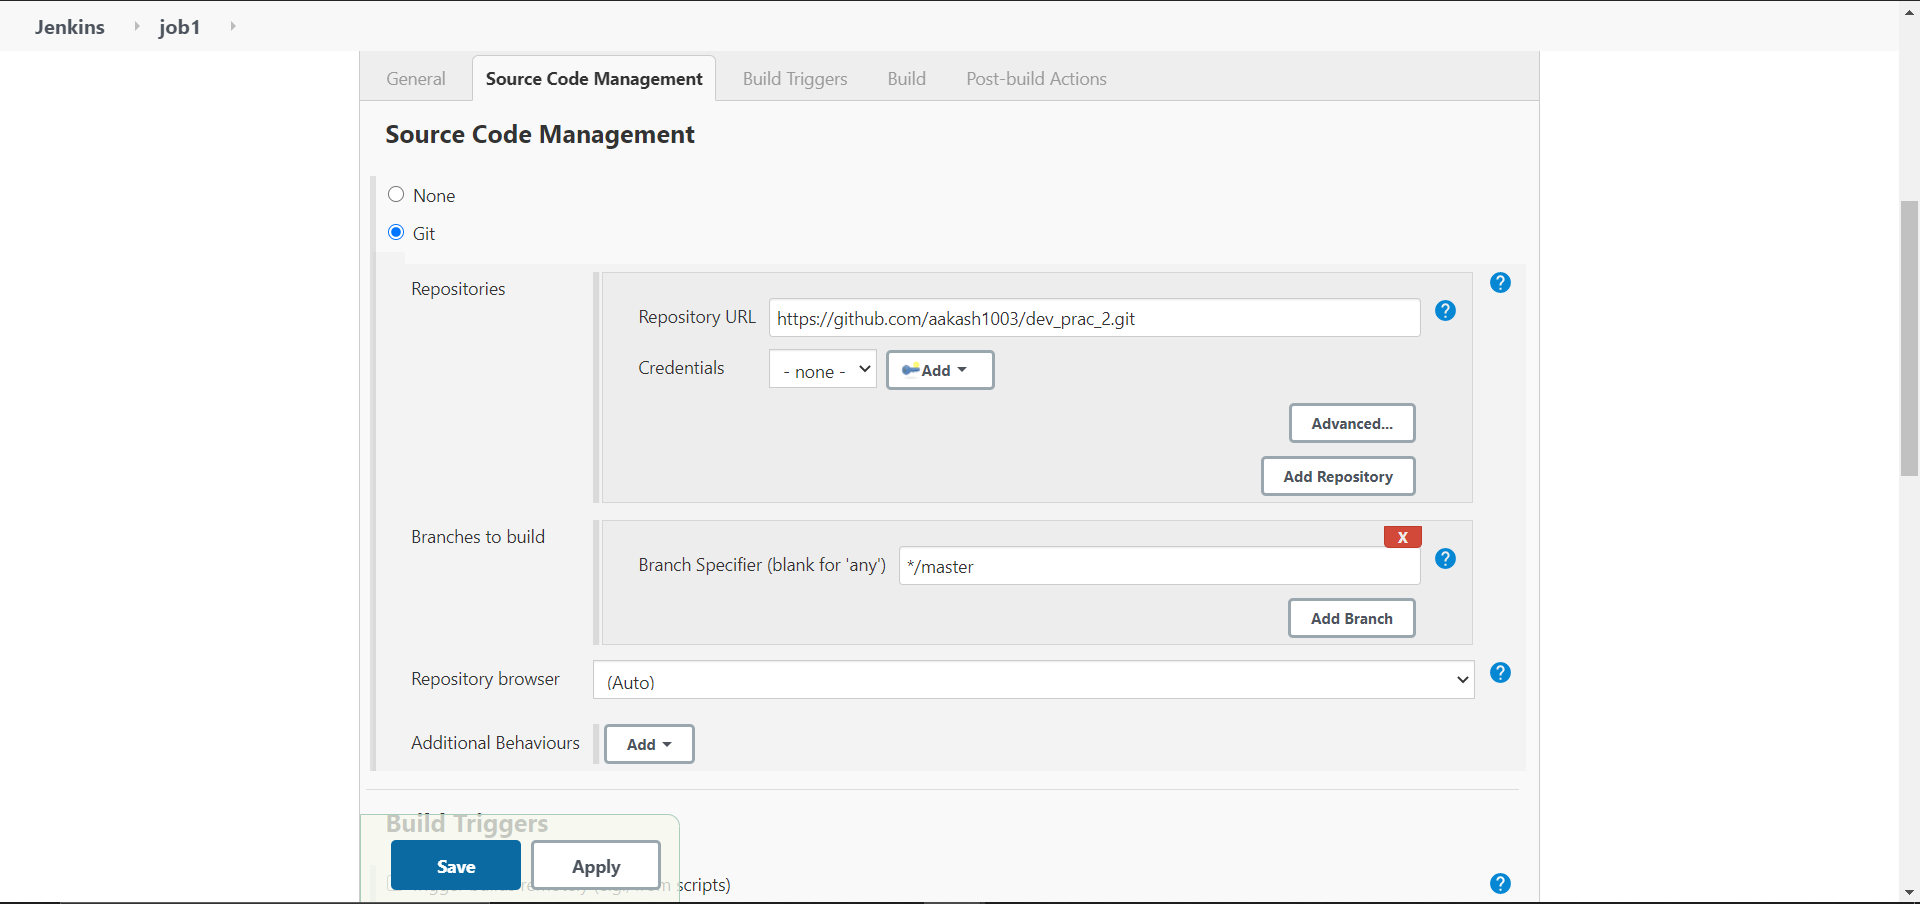 Jenkins job1
General Source Code Management Build Triggers Build Post-build Actions
Source Code Management
None
Git
Repositories
?
Repository URL https://github.com/aakash1003/dev_prac_2.git ?
Credentials - none - Add
Advanced...
Add Repository
Branches to build
X
Branch Specifier (blank for 'any') */master ?
Add Branch
Repository browser (Auto) ?
Additional Behaviours Add
Build Triggers
Save Apply
scripts) ?